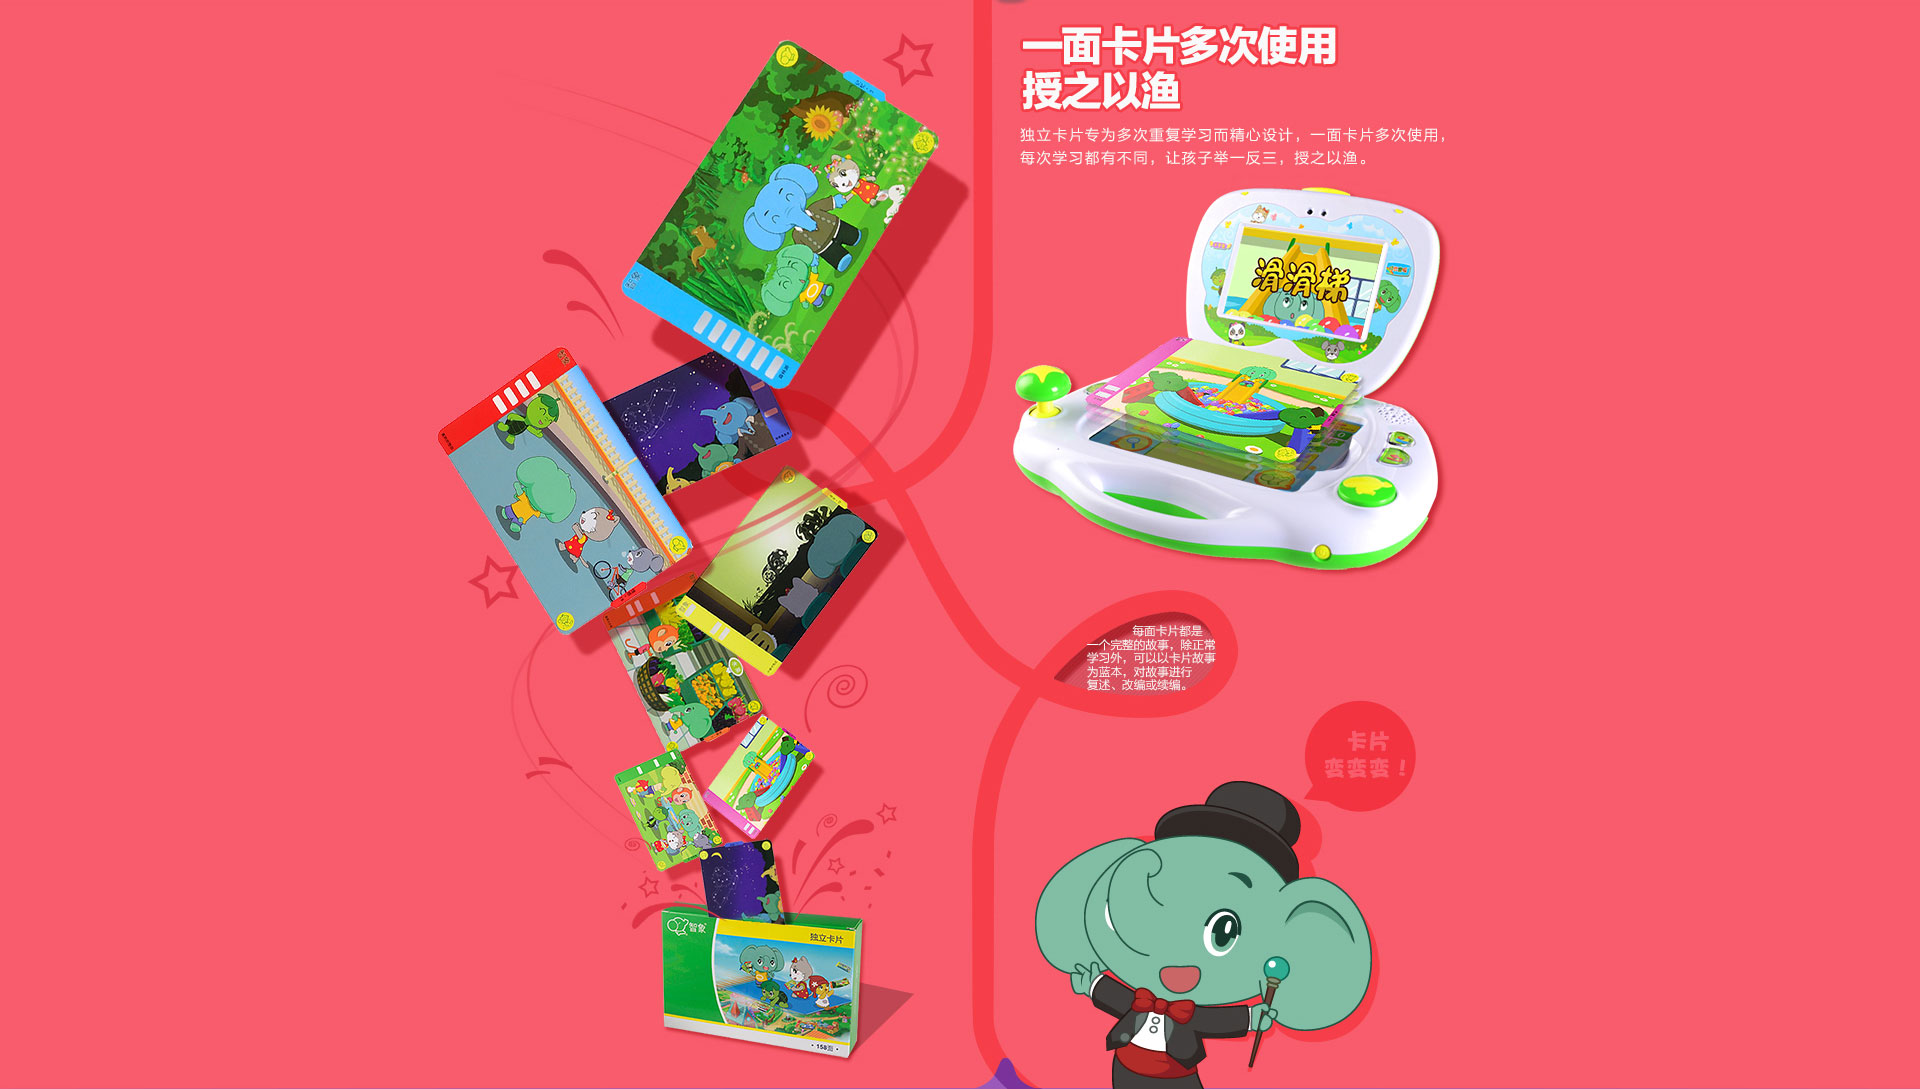 一面卡片多次使用
授之以渔
独立卡片专为多次重复学习而精心设计，一面卡片多次使用，
每次学习都有不同，让孩子举一反三，授之以渔。
滑滑梯
每面卡片都是
一个完整的故事，除正常
学习外，可以以卡片故事
为蓝本，对故事进行
复述、改编或续编。
卡片
变变变！
智象
独立卡片
·158面·